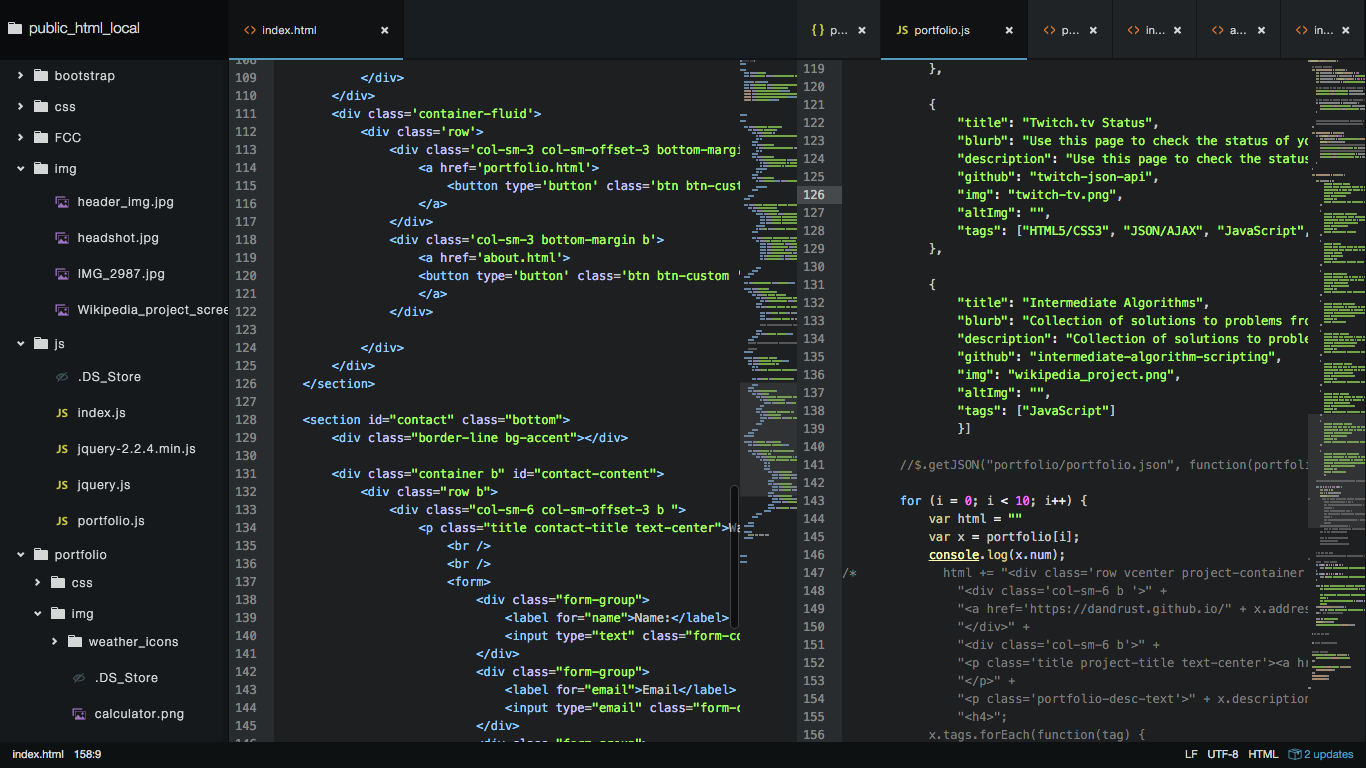 public_html_local
bootstrap
css
FCC
img
header_img.jpg
headshot.jpg
IMG_2987.jpg
Wikipedia_project_scree
js
.DS_Store
JS index.js
JS jquery-2.2.4.min.js
JS jquery.js
JS portfolio.js
portfolio
css
img
weather_icons
.DS_Store
calculator.png
<> index.html ×
109 </div>
110 </div>
111 <div class='container-fluid'>
112 <div class='row'>
113 <div class='col-sm-3 col-sm-offset-3 bottom-margi
114 <a href='portfolio.html'>
115 <button type='button' class='btn btn-cust
116 </a>
117 </div>
118 <div class='col-sm-3 bottom-margin b'>
119 <a href='about.html'>
120 <button type='button' class='btn btn-custom '
121 </a>
122 </div>
123
124 </div>
125 </div>
126 </section>
127
128 <section id="contact" class="bottom">
129 <div class="border-line bg-accent"></div>
130
131 <div class="container b" id="contact-content">
132 <div class="row b">
133 <div class="col-sm-6 col-sm-offset-3 b ">
134 <p class="title contact-title text-center">Wa
135 <br />
136 <br />
137 <form>
138 <div class="form-group">
139 <label for="name">Name:</label>
140 <input type="text" class="form-co
141 </div>
142 <div class="form-group">
143 <label for="email">Email</label>
144 <input type="email" class="form-c
145 </div>
146 <div class="form-group">
{} p... × JS portfolio.js × <> p... × <> in... × <> a... × <> in... ×
119 },
120
121 {
122 "title": "Twitch.tv Status",
123 "blurb": "Use this page to check the status of yo
124 "description": "Use this page to check the status
125 "github": "twitch-json-api",
126 "img": "twitch-tv.png",
127 "altImg": "",
128 "tags": ["HTML5/CSS3", "JSON/AJAX", "JavaScript",
129 },
130
131 {
132 "title": "Intermediate Algorithms",
133 "blurb": "Collection of solutions to problems fro
134 "description": "Collection of solutions to proble
135 "github": "intermediate-algorithm-scripting",
136 "img": "wikipedia_project.png",
137 "altImg": "",
138 "tags": ["JavaScript"]
139 }]
140
141 //$.getJSON("portfolio/portfolio.json", function(portfoli
142
143 for (i = 0; i < 10; i++) {
144 var html = ""
145 var x = portfolio[i];
146 console.log(x.num);
147 /* html += "<div class='row vcenter project-container
148 "<div class='col-sm-6 b '>" +
149 "<a href='https://dandrust.github.io/" + x.addres
150 "</div>" +
151 "<div class='col-sm-6 b'>" +
152 "<p class='title project-title text-center'><a hr
153 "</p>" +
154 "<p class='portfolio-desc-text'>" + x.description
155 "<h4>";
156 x.tags.forEach(function(tag) {
index.html 158:9
LF UTF-8 HTML 2 updates